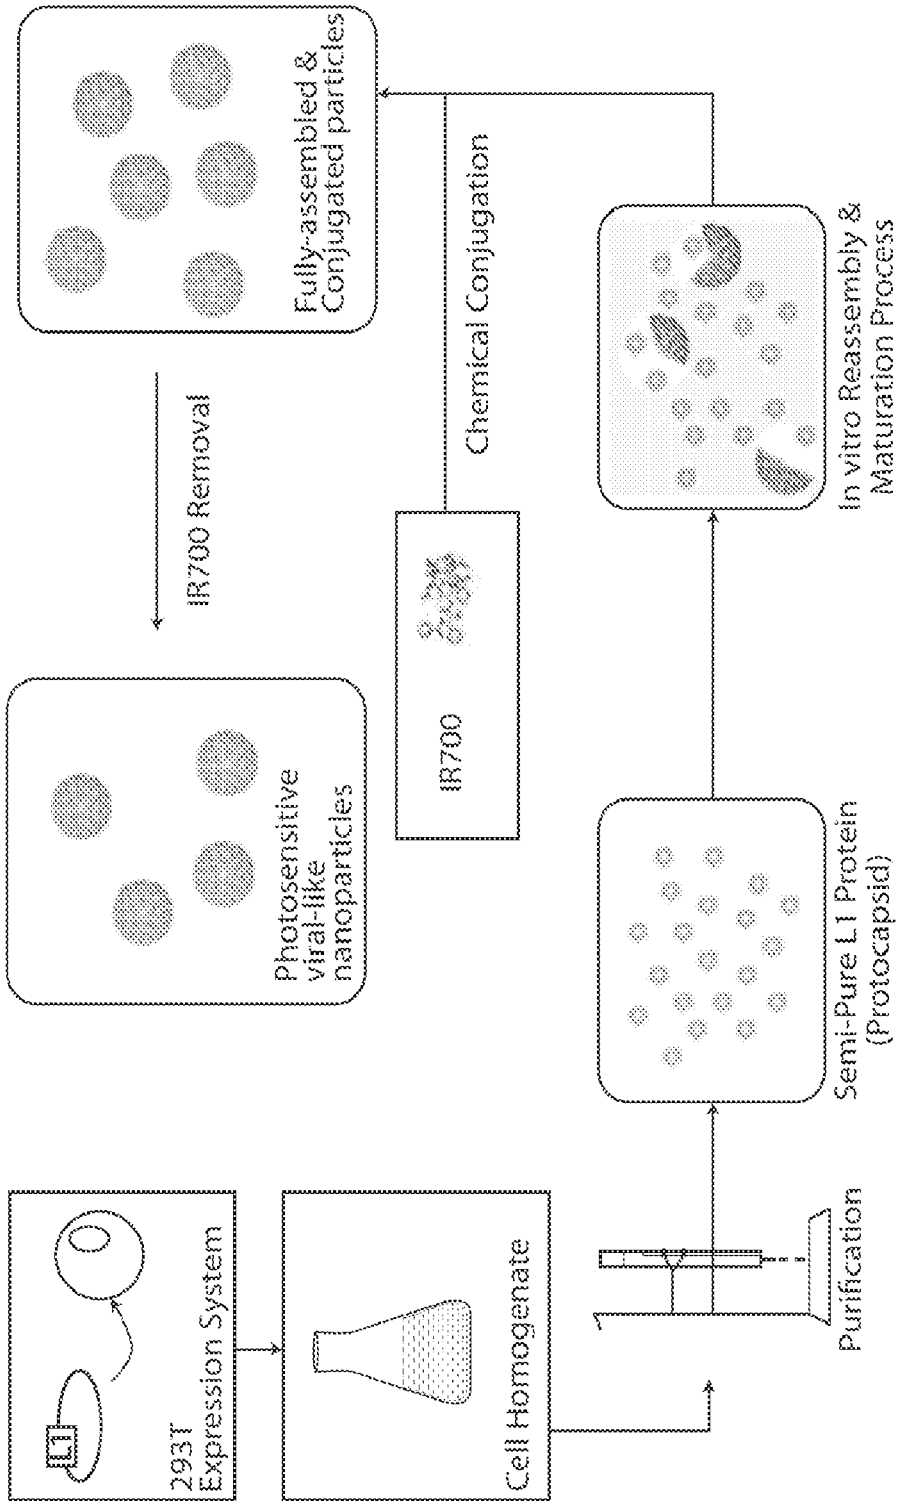 L1
293T
Expression System
Cell Homogenate
Purification
Semi-Pure L1 Protein
(Protocapsid)
In vitro Reassembly &
Maturation Process
IR700
Chemical Conjugation
Fully-assembled &
Conjugated particles
IR700 Removal
Photosensitive
viral-like
nanoparticles